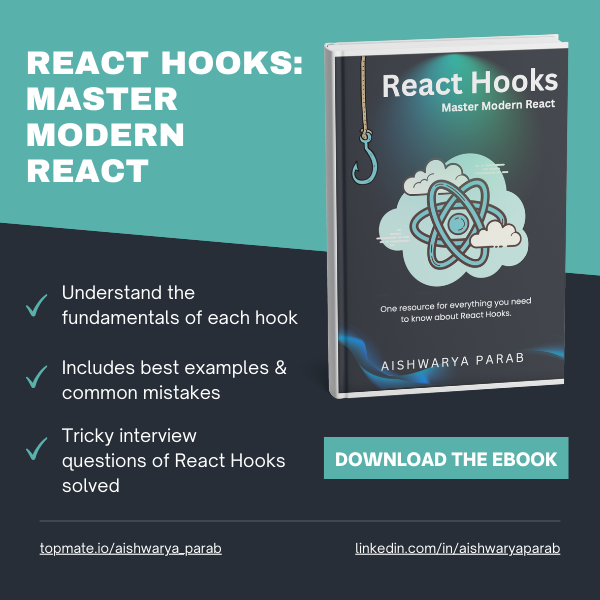 REACT HOOKS:
MASTER
MODERN
REACT
React Hooks
Master Modern React
One resource for everything you need
to know about React Hooks.
AISHWARYA PARAB
Understand the
fundamentals of each hook
Includes best examples &
common mistakes
Tricky interview
questions of React Hooks
solved
DOWNLOAD THE EBOOK
topmate.io/aishwarya_parab
linkedin.com/in/aishwaryaparab